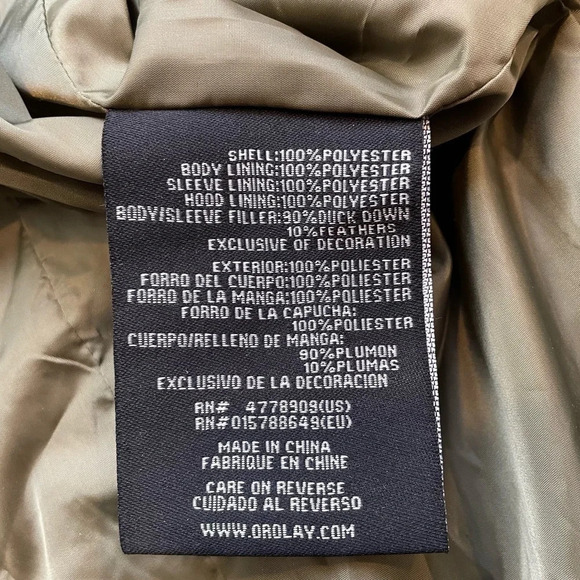 SHELL:100%POLYESTER
BODY LINING:100%POLYESTER
SLEEVE LINING:100%POLYESTER
HOOD LINING:100%POLYESTER
BODY/SLEEVE FILLER:90%DUCK DOWN
10%FEATHERS
EXCLUSIVE OF DECORATION
EXTERIOR:100%POLIESTER
FORRO DEL CUERPO:100%POLIESTER
FORRO DE LA MANGA:100%POLIESTER
FORRO DE LA CAPUCHA:
100%POLIESTER
CUERPO/RELLENO DE MANGA:
90%PLUMON
10%PLUMAS
EXCLUSIVO DE LA DECORACION
RN# 4778909(US)
RN#015788649(EU)
MADE IN CHINA
FABRIQUE EN CHINE
CARE ON REVERSE
CUIDADO AL REVERSO
WWW.OROLAY.COM